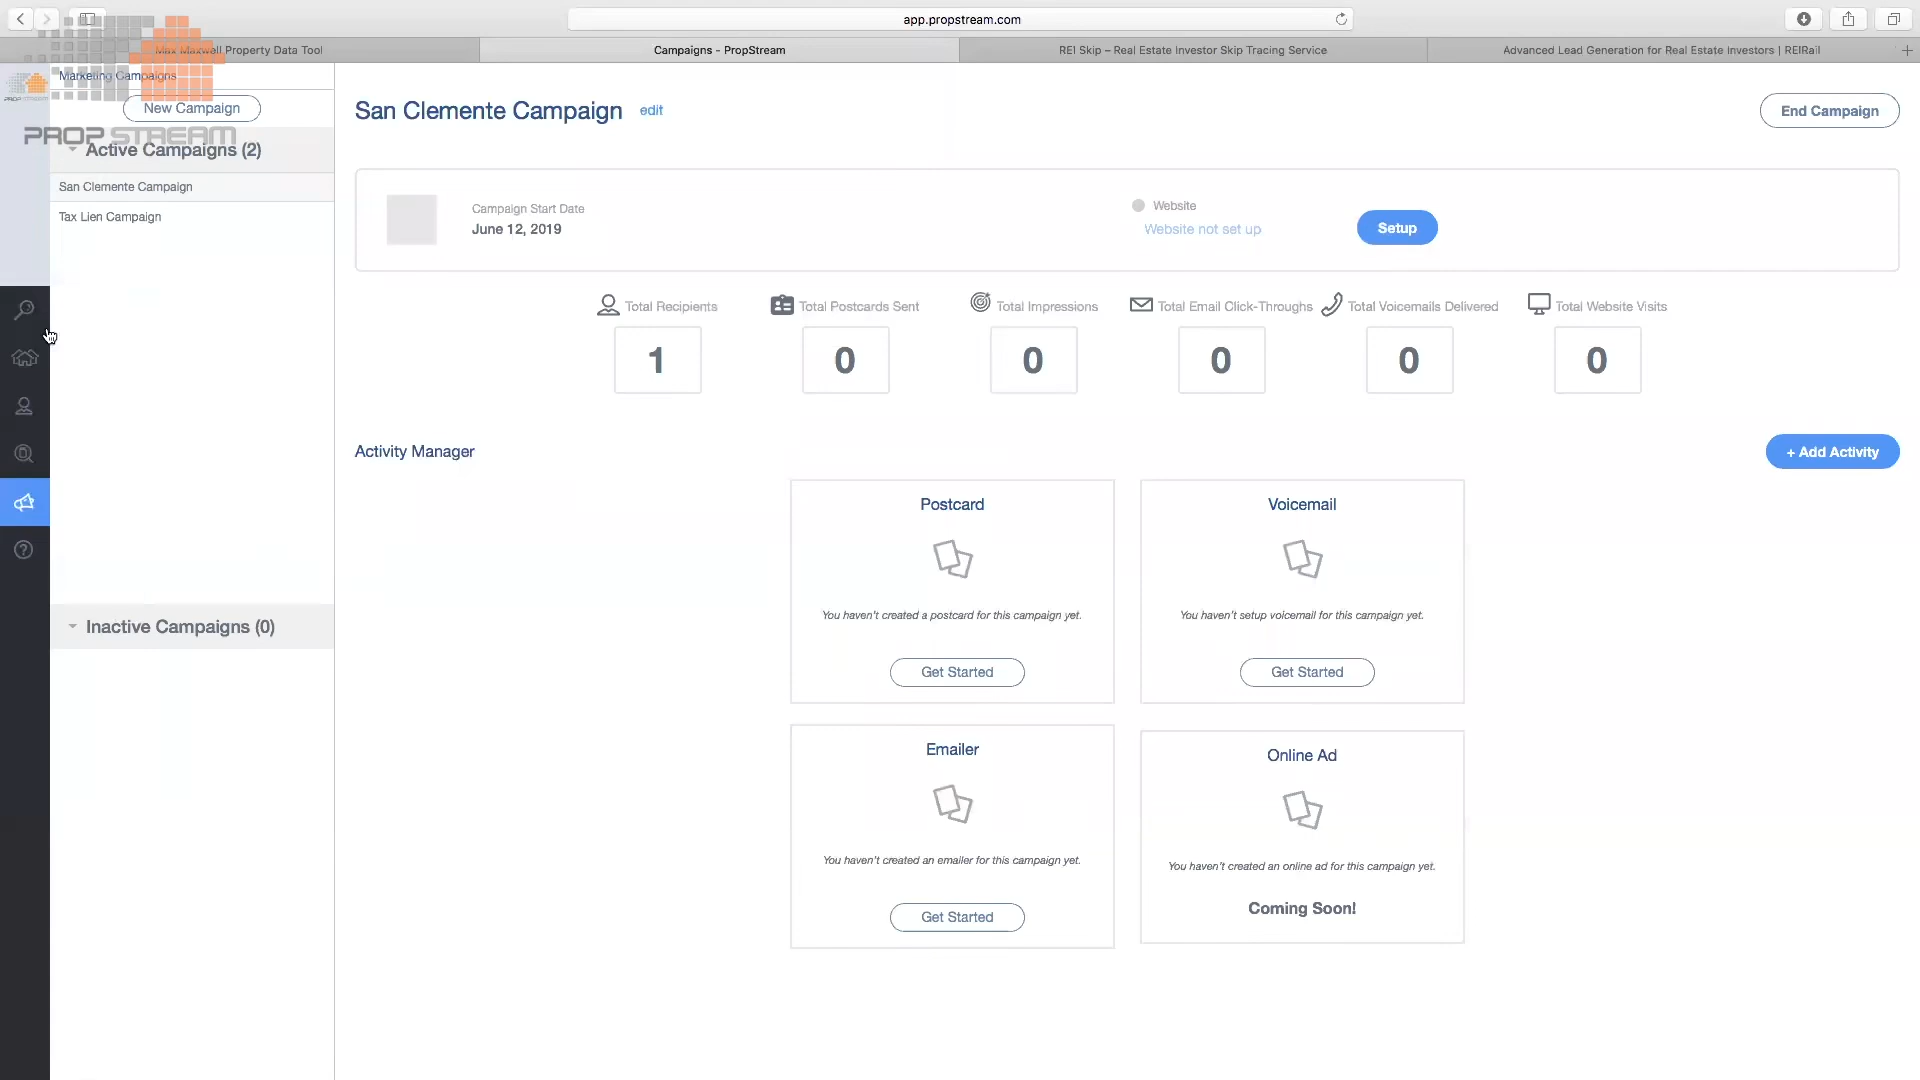 app.propstream.com
Max Maxwell Property Data Tool
Campaigns - PropStream
REI Skip – Real Estate Investor Skip Tracing Service
Advanced Lead Generation for Real Estate Investors | REIRail
Marketing Campaigns
PROPSTREAM
New Campaign
PROPSTREAM
Active Campaigns (2)
San Clemente Campaign
Tax Lien Campaign
Inactive Campaigns (0)
San Clemente Campaign edit
End Campaign
Campaign Start Date
June 12, 2019
Website
Website not set up
Setup
Total Recipients
Total Postcards Sent
Total Impressions
Total Email Click-Throughs
Total Voicemails Delivered
Total Website Visits
1
0
0
0
0
0
Activity Manager
+ Add Activity
Postcard
You haven't created a postcard for this campaign yet.
Get Started
Voicemail
You haven't setup voicemail for this campaign yet.
Get Started
Emailer
You haven't created an emailer for this campaign yet.
Get Started
Online Ad
You haven't created an online ad for this campaign yet.
Coming Soon!